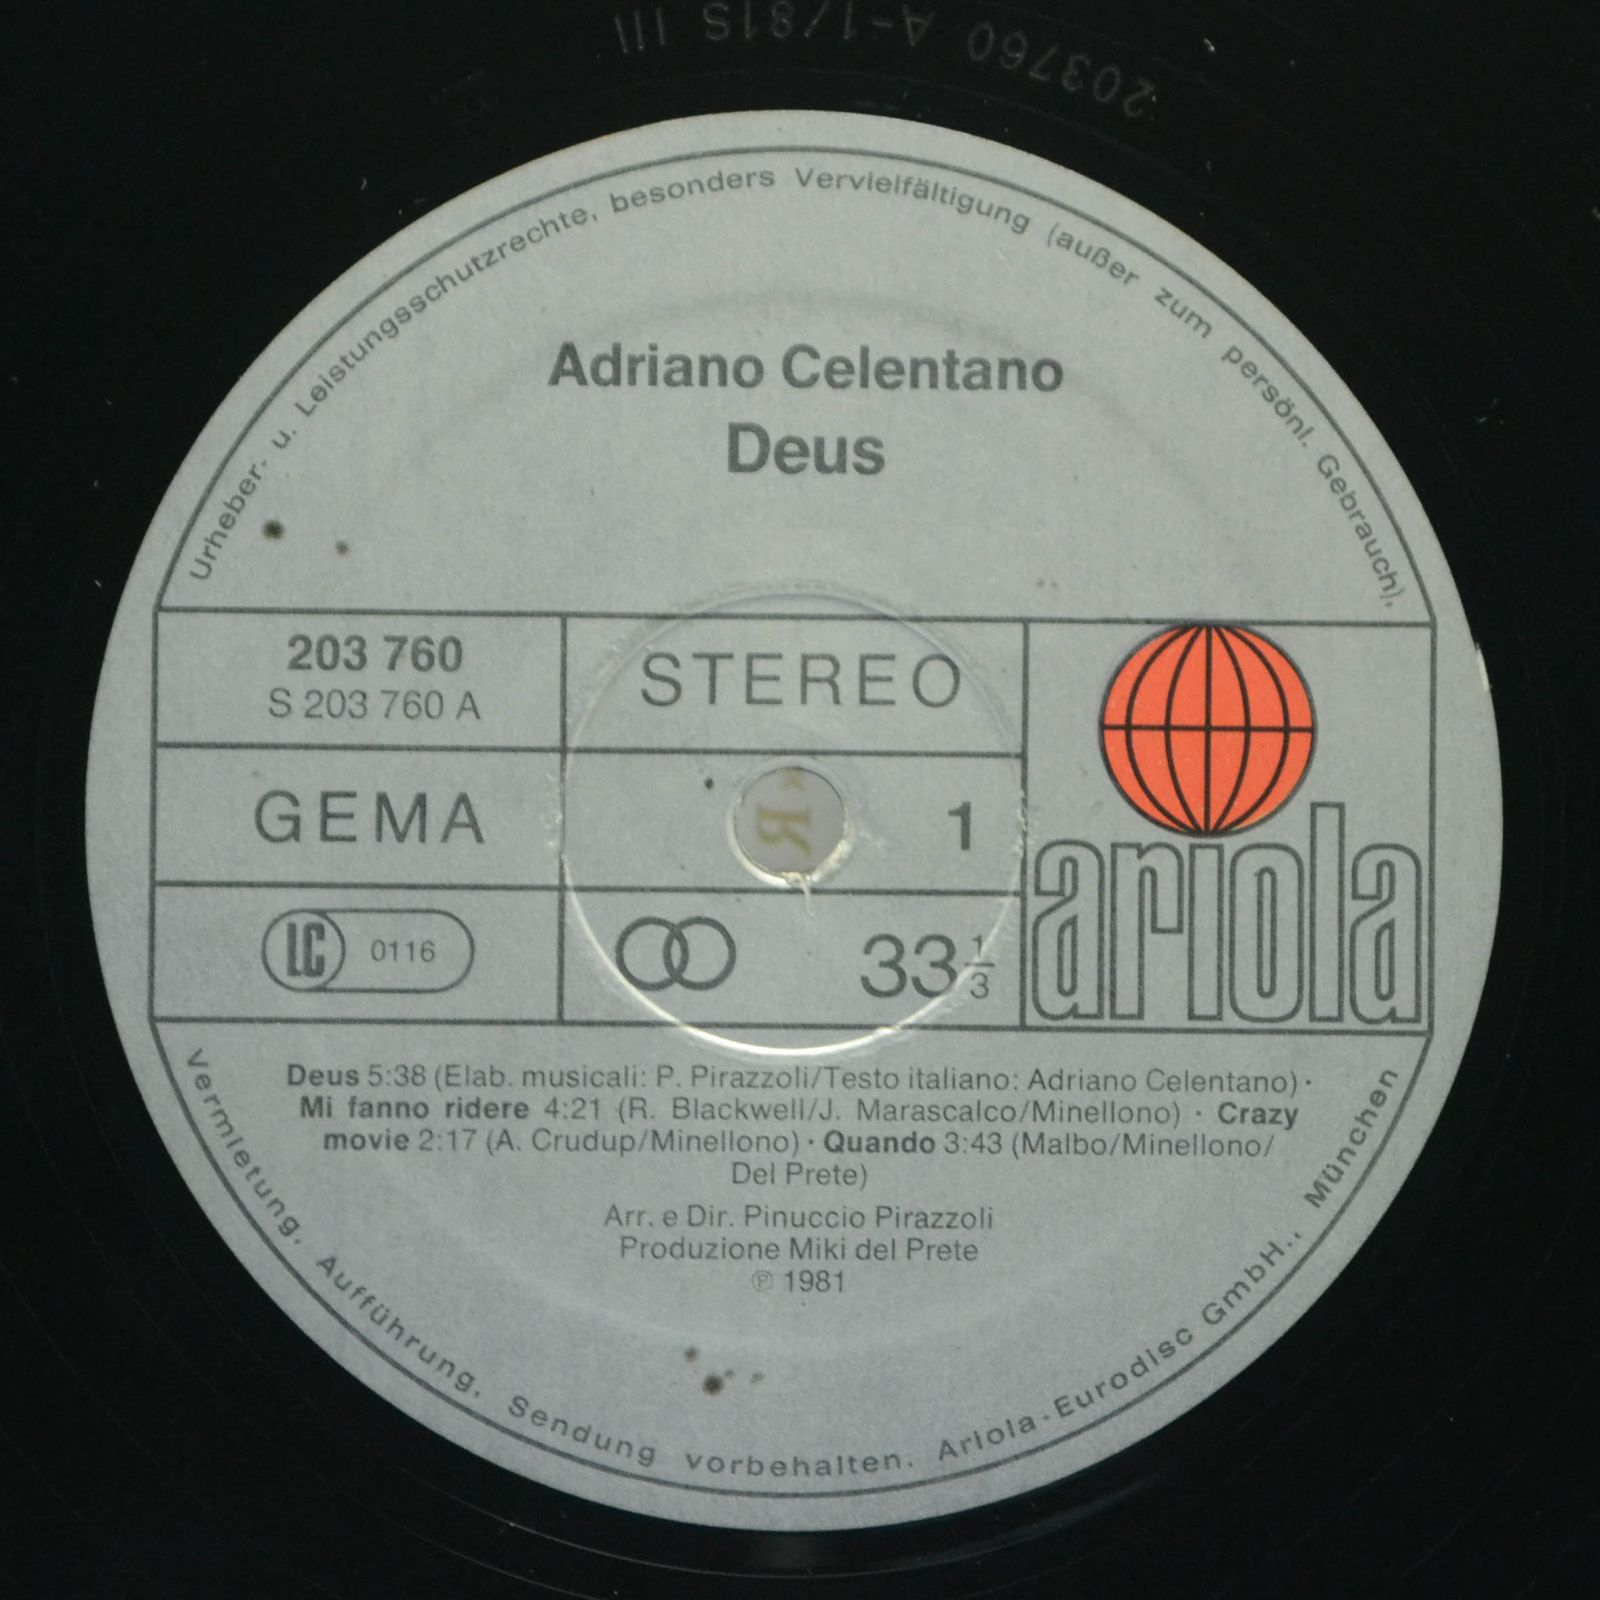 203760 A-1/81S III
Urheber- u. Leistungsschutzrechte, besonders Vervielfältigung (außer zum persönl. Gebrauch),
Adriano Celentano
Deus
203 760
S 203 760 A
STEREO
GEMA
1
LC 0116
33 1/3
ariola
Deus 5:38 (Elab. musicali: P. Pirazzoli/Testo italiano: Adriano Celentano) ·
Mi fanno ridere 4:21 (R. Blackwell/J. Marascalco/Minellono) · Crazy
movie 2:17 (A. Crudup/Minellono) · Quando 3:43 (Malbo/Minellono/
Del Prete)
Arr. e Dir. Pinuccio Pirazzoli
Produzione Miki del Prete
℗ 1981
Vermietung, Aufführung, Sendung vorbehalten. Ariola-Eurodisc GmbH., München